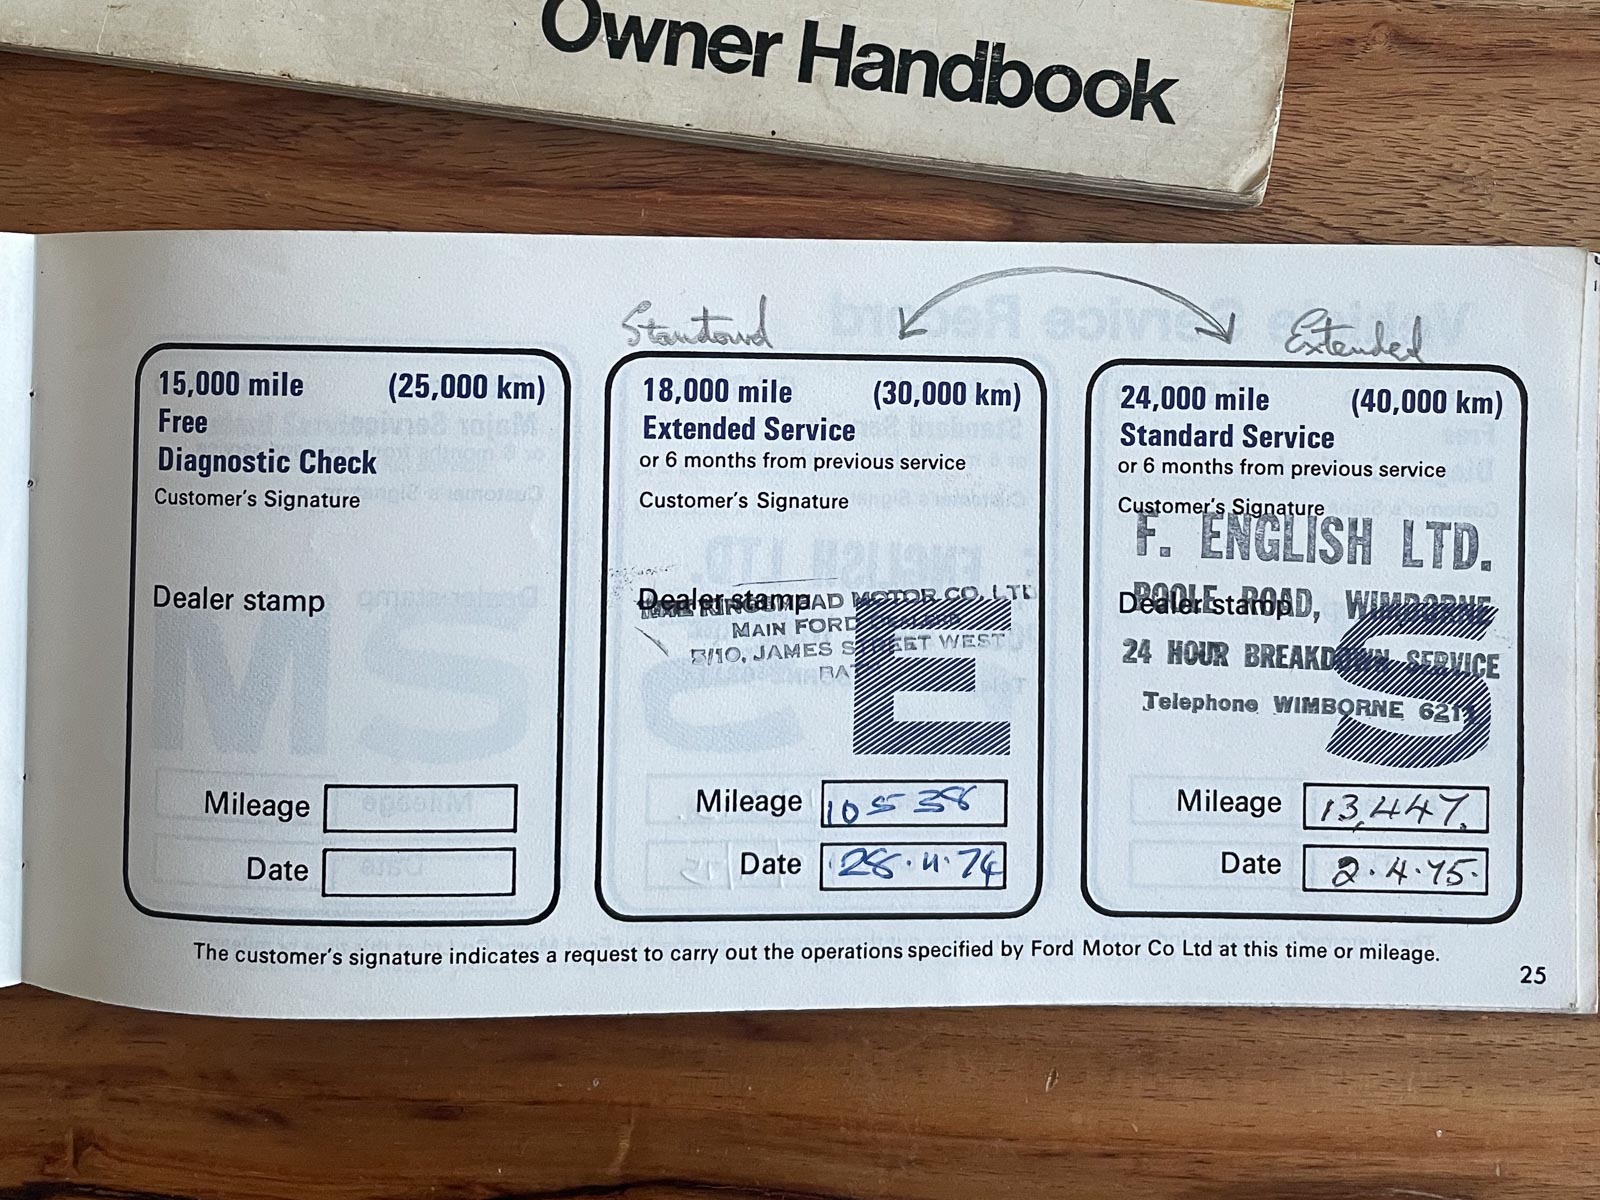 Owner Handbook
Standard
Extended
15,000 mile (25,000 km)
Free
Diagnostic Check
Customer's Signature
Dealer stamp
Mileage
Date
18,000 mile (30,000 km)
Extended Service
or 6 months from previous service
Customer's Signature
Dealer stamp
MOTOR CO. LTD
MAIN FORD
JAMES STREET WEST
E
Mileage 10538
Date 28.11.74
24,000 mile (40,000 km)
Standard Service
or 6 months from previous service
Customer's Signature
F. ENGLISH LTD.
Dealer stamp
POOLE ROAD, WIMBORNE
24 HOUR BREAKDOWN SERVICE
Telephone WIMBORNE 6211
S
Mileage 13,447.
Date 2.4.75.
The customer's signature indicates a request to carry out the operations specified by Ford Motor Co Ltd at this time or mileage.
25